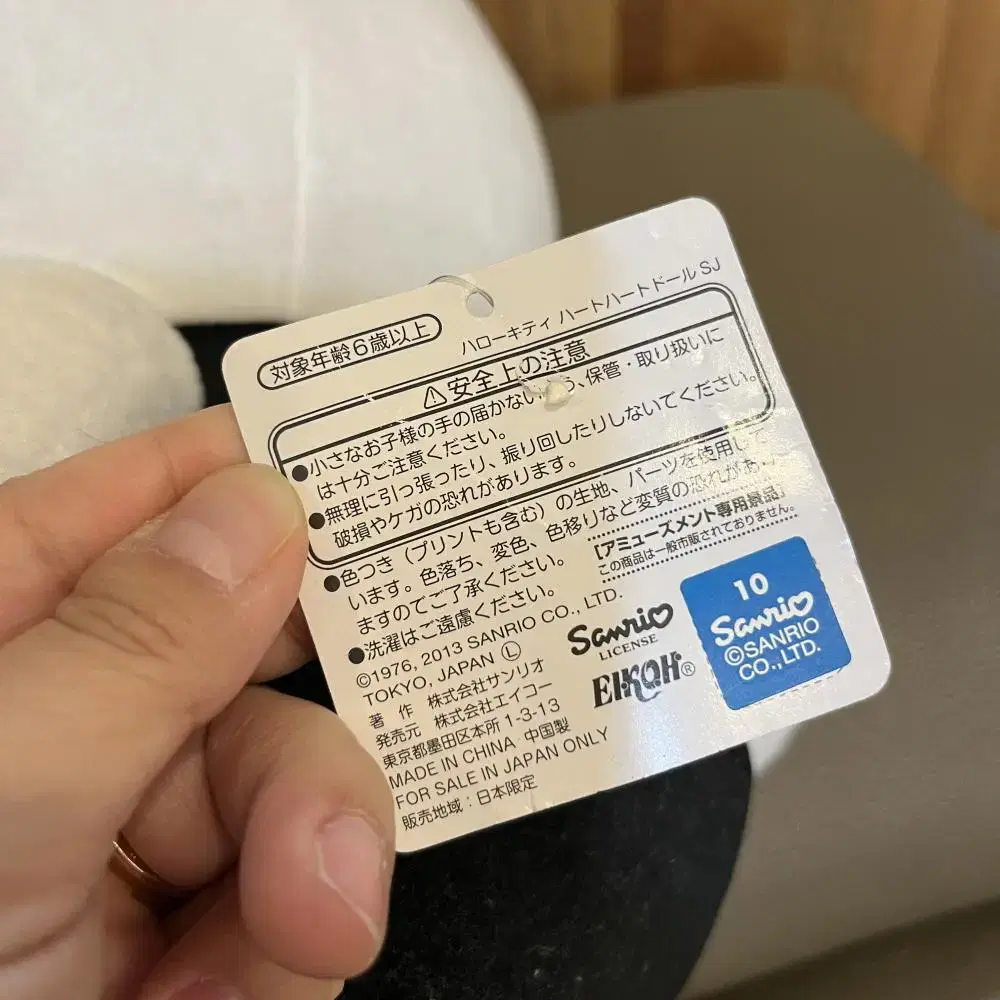 ハローキティ ハートハートドール SJ
対象年齢6歳以上
⚠安全上の注意
●小さなお子様の手の届かない 、保管・取り扱いに
は十分ご注意ください。
●無理に引っ張ったり、振り回したりしないでください。
破損やケガの恐れがあります。
●色つき（プリントも含む）の生地、パーツを使用して
います。色落ち、変色、色移りなど変質の恐れがあり
ますのでご了承ください。
●洗濯はご遠慮ください。
【アミューズメント専用景品】
この商品は一般市販されておりません。
©1976, 2013 SANRIO CO., LTD.
TOKYO, JAPAN Ⓛ
著 作 株式会社サンリオ
発売元 株式会社エイコー
東京都墨田区本所 1-3-13
MADE IN CHINA 中国製
FOR SALE IN JAPAN ONLY
販売地域：日本限定
Sanrio
LICENSE
EIKOH®
10
Sanrio
©SANRIO
CO., LTD.